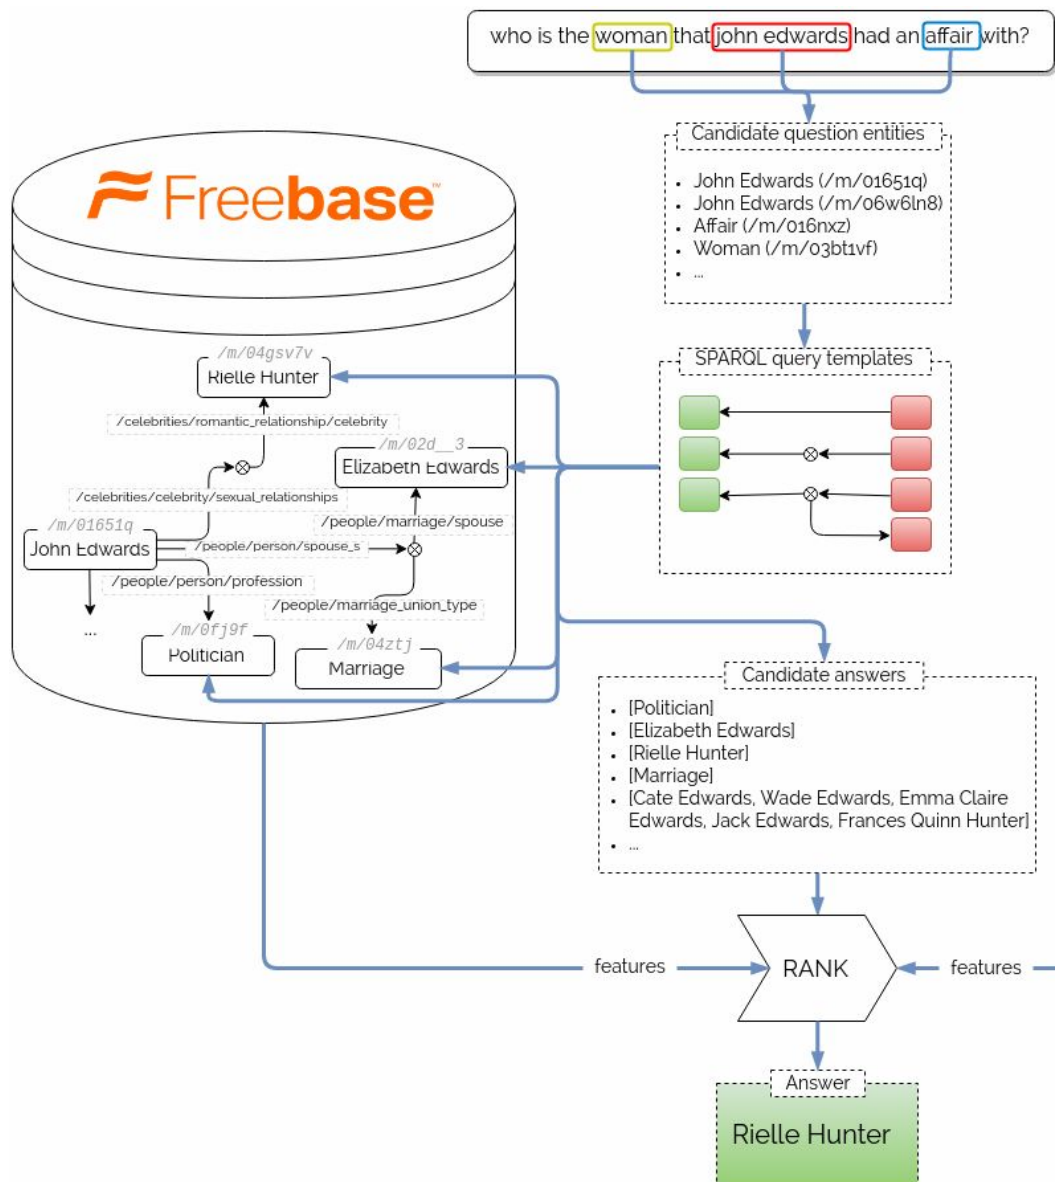 who is the woman that john edwards had an affair with?
Candidate question entities
• John Edwards (/m/01651q)
• John Edwards (/m/06w6ln8)
• Affair (/m/016nxz)
• Woman (/m/03bt1vf)
• ...
Freebase™
SPARQL query templates
/m/04gsv7v
Rielle Hunter
/celebrities/romantic_relationship/celebrity
/m/02d__3
Elizabeth Edwards
/celebrities/celebrity/sexual_relationships
/people/marriage/spouse
/m/01651q
John Edwards
/people/person/spouse_s
/people/person/profession
/people/marriage_union_type
...
/m/0fj9f
Politician
/m/04ztj
Marriage
Candidate answers
• [Politician]
• [Elizabeth Edwards]
• [Rielle Hunter]
• [Marriage]
• [Cate Edwards, Wade Edwards, Emma Claire
Edwards, Jack Edwards, Frances Quinn Hunter]
• ...
features
RANK
features
Answer
Rielle Hunter